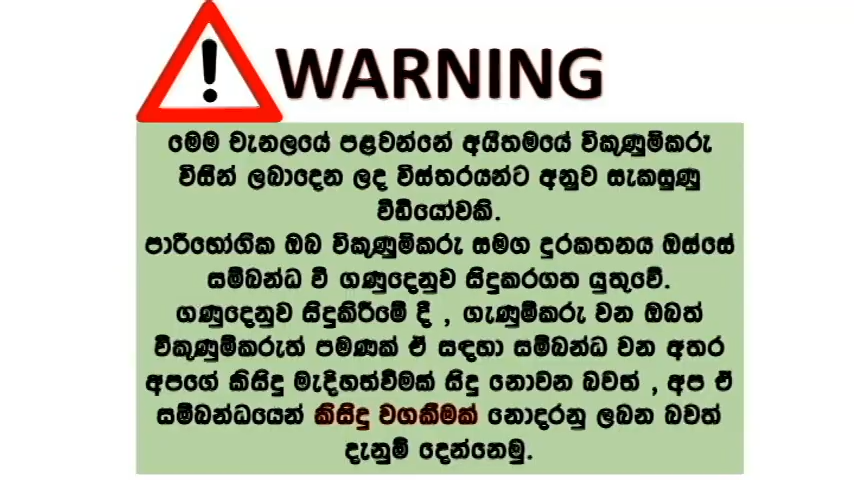 WARNING
මෙම චැනලයේ පළවන්නේ අයිතමයේ විකුණුම්කරු
විසින් ලබාදෙන ලද විස්තරයන්ට අනුව සැකසුණු
වීඩියෝවකි.
පාරිභෝගික ඔබ විකුණුම්කරු සමග දුරකතනය ඔස්සේ
සම්බන්ධ වී ගණුදෙනුව සිදුකරගත යුතුවේ.
ගණුදෙනුව සිදුකිරීමේ දී , ගැණුම්කරු වන ඔබත්
විකුණුම්කරුත් පමණක් ඒ සඳහා සම්බන්ධ වන අතර
අපගේ කිසිදු මැදිහත්වීමක් සිදු නොවන බවත් , අප ඒ
සම්බන්ධයෙන් කිසිදු වගකීමක් නොදරනු ලබන බවත්
දැනුම් දෙන්නෙමු.